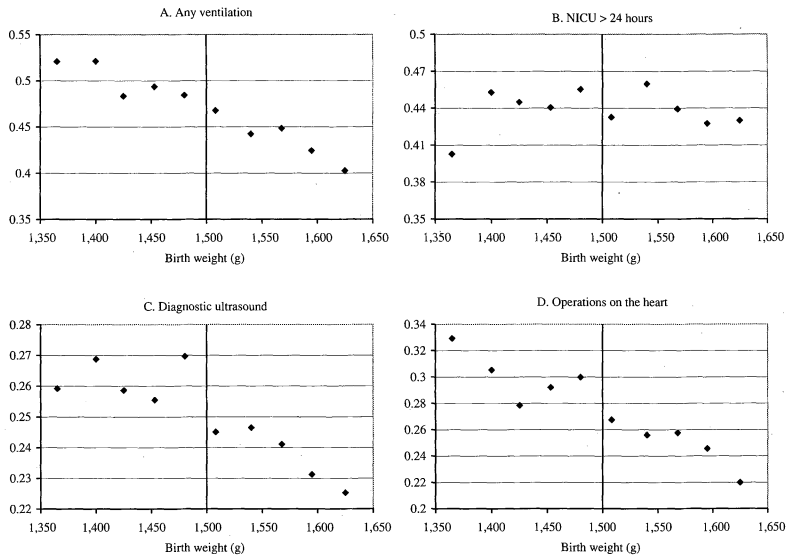 A. Any ventilation
0.55
0.5
0.45
0.4
0.35
1,350 1,400 1,450 1,500 1,550 1,600 1,650
Birth weight (g)
B. NICU > 24 hours
0.5
0.47
0.44
0.41
0.38
0.35
1,350 1,400 1,450 1,500 1,550 1,600 1,650
Birth weight (g)
C. Diagnostic ultrasound
0.28
0.27
0.26
0.25
0.24
0.23
0.22
1,350 1,400 1,450 1,500 1,550 1,600 1,650
Birth weight (g)
D. Operations on the heart
0.34
0.32
0.3
0.28
0.26
0.24
0.22
0.2
1,350 1,400 1,450 1,500 1,550 1,600 1,650
Birth weight (g)